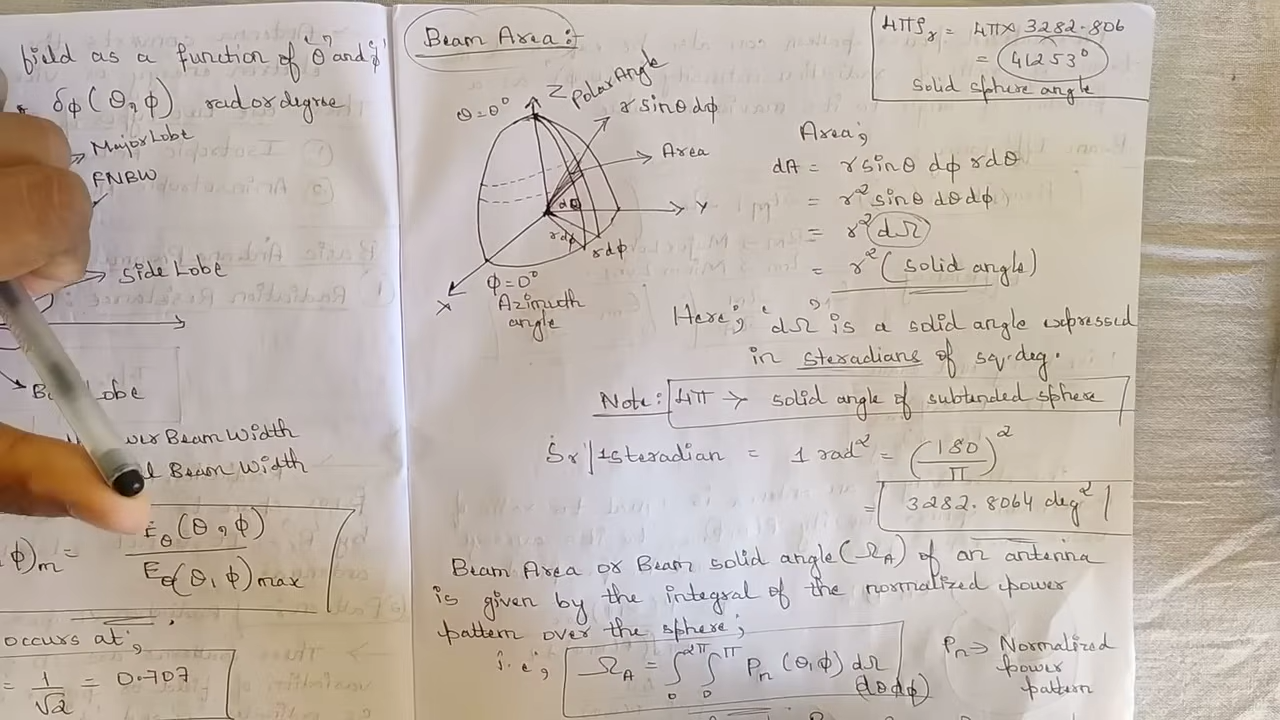 field as a function of 'θ' and 'ϕ'
δϕ(θ,ϕ) rad or degree
Major Lobe
FNBW
Side Lobe
Lobe
Beam Width
Beam Width
ϕ)m = Eθ(θ,ϕ) / Eθ(θ,ϕ)max
occurs at;
= 1/√2 = 0.707
Beam Area:-
4πSr = 4π× 3282.806
= 41253°
solid sphere angle
θ=0°
Z Polar Angle
r sinθ dϕ
Area
Y
dθ
rdϕ
rdϕ
X
ϕ=0°
Azimuth
angle
Area;
dA = r sinθ dϕ r dθ
= r² sinθ dθ dϕ
= r² dΩ
= r² (solid angle)
Here; 'dΩ' is a solid angle expressed
in steradians of sq.deg.
Note: 4π → solid angle of subtended sphere
Sr/1 steradian = 1 rad² = (180/π)²
= 3282.8064 deg²
Beam Area or Beam solid angle (ΩA) of an antenna
is given by the integral of the normalized power
pattern over the sphere;
i.e; ΩA = ∫₀^2π ∫₀^π Pn (θ,ϕ) dΩ
(dθdϕ)
Pn → Normalized
power
pattern